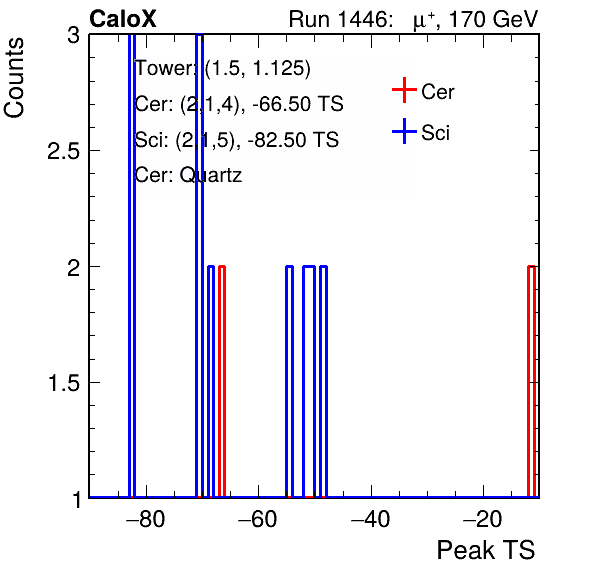 CaloX Run 1446: μ⁺, 170 GeV
Counts
3
2.5
2
1.5
1
Tower: (1.5, 1.125)
Cer: (2,1,4), -66.50 TS
Sci: (2,1,5), -82.50 TS
Cer: Quartz
Cer
Sci
−80 −60 −40 −20
Peak TS